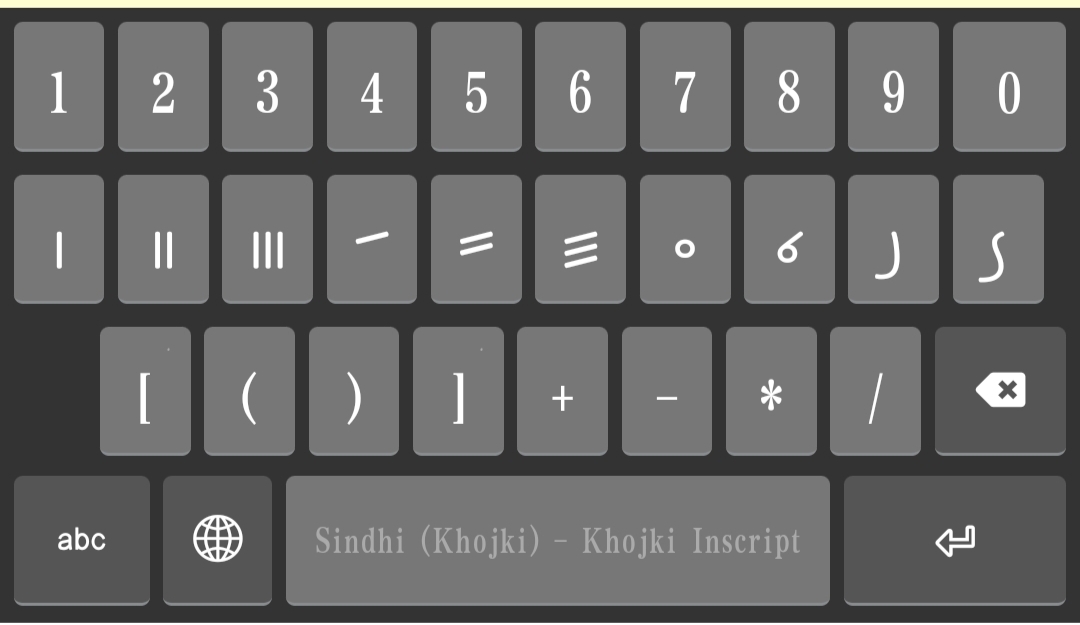 1 2 3 4 5 6 7 8 9 0
꠰ ꠱ ꠲ ꠳ ꠴ ꠵ ꠶ ꠷ ꠸ ꠹
[ ( ) ] + − * /
abc Sindhi (Khojki) – Khojki Inscript